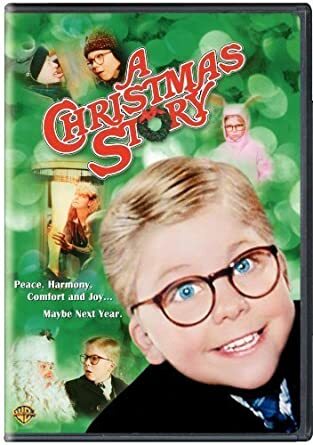 A
CHRISTMAS
STORY
Peace, Harmony,
Comfort and Joy...
Maybe Next Year.